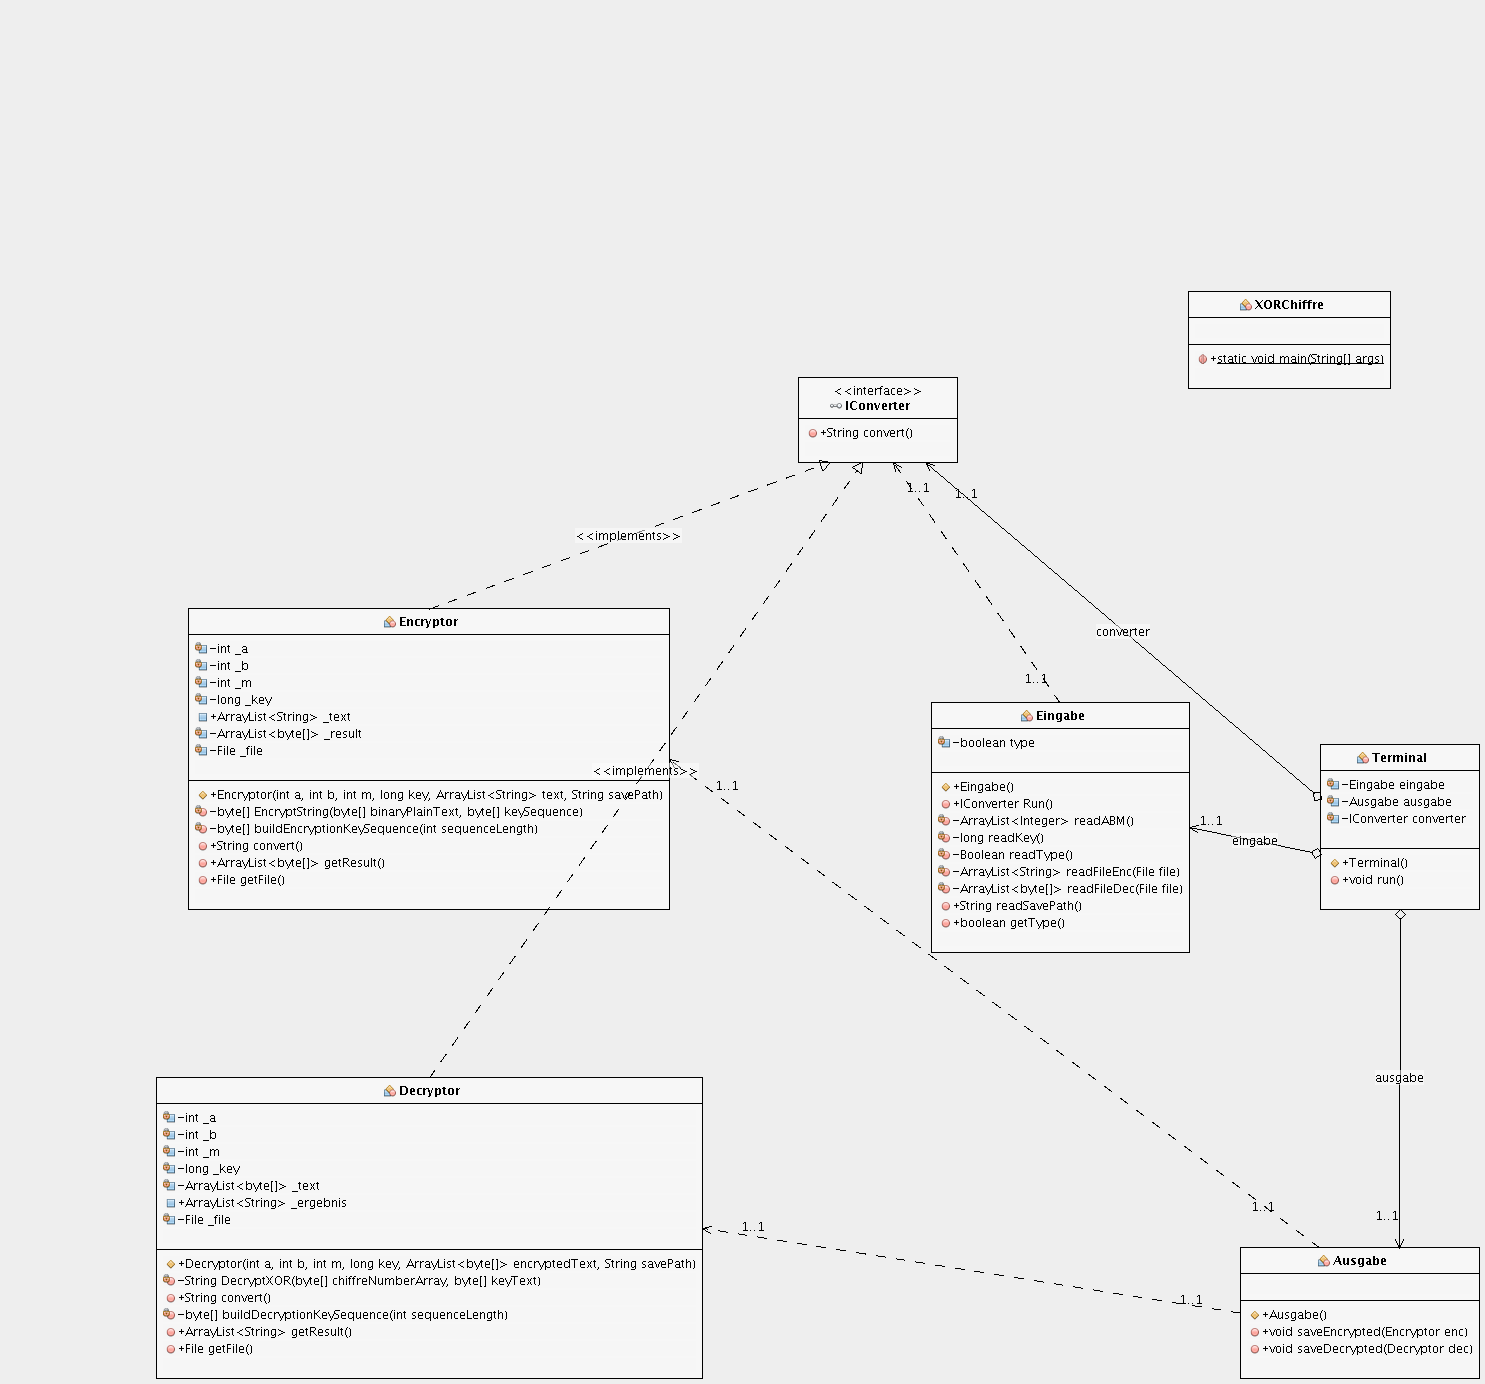 XORChiffre
+static void main(String[] args)
<<interface>>
IConverter
+String convert()
1..1
1..1
<<implements>>
converter
1..1
Encryptor
-int _a
-int _b
-int _m
-long _key
+ArrayList<String> _text
-ArrayList<byte[]> _result
-File _file
+Encryptor(int a, int b, int m, long key, ArrayList<String> text, String savePath)
-byte[] EncryptString(byte[] binaryPlainText, byte[] keySequence)
-byte[] buildEncryptionKeySequence(int sequenceLength)
+String convert()
+ArrayList<byte[]> getResult()
+File getFile()
<<implements>>
1..1
Eingabe
-boolean type
+Eingabe()
+IConverter Run()
-ArrayList<Integer> readABM()
-long readKey()
-Boolean readType()
-ArrayList<String> readFileEnc(File file)
-ArrayList<byte[]> readFileDec(File file)
+String readSavePath()
+boolean getType()
1..1
eingabe
Terminal
-Eingabe eingabe
-Ausgabe ausgabe
-IConverter converter
+Terminal()
+void run()
ausgabe
1..1
Decryptor
-int _a
-int _b
-int _m
-long _key
-ArrayList<byte[]> _text
+ArrayList<String> _ergebnis
-File _file
+Decryptor(int a, int b, int m, long key, ArrayList<byte[]> encryptedText, String savePath)
-String DecryptXOR(byte[] chiffreNumberArray, byte[] keyText)
+String convert()
-byte[] buildDecryptionKeySequence(int sequenceLength)
+ArrayList<String> getResult()
+File getFile()
1..1
1..1
1..1
Ausgabe
+Ausgabe()
+void saveEncrypted(Encryptor enc)
+void saveDecrypted(Decryptor dec)